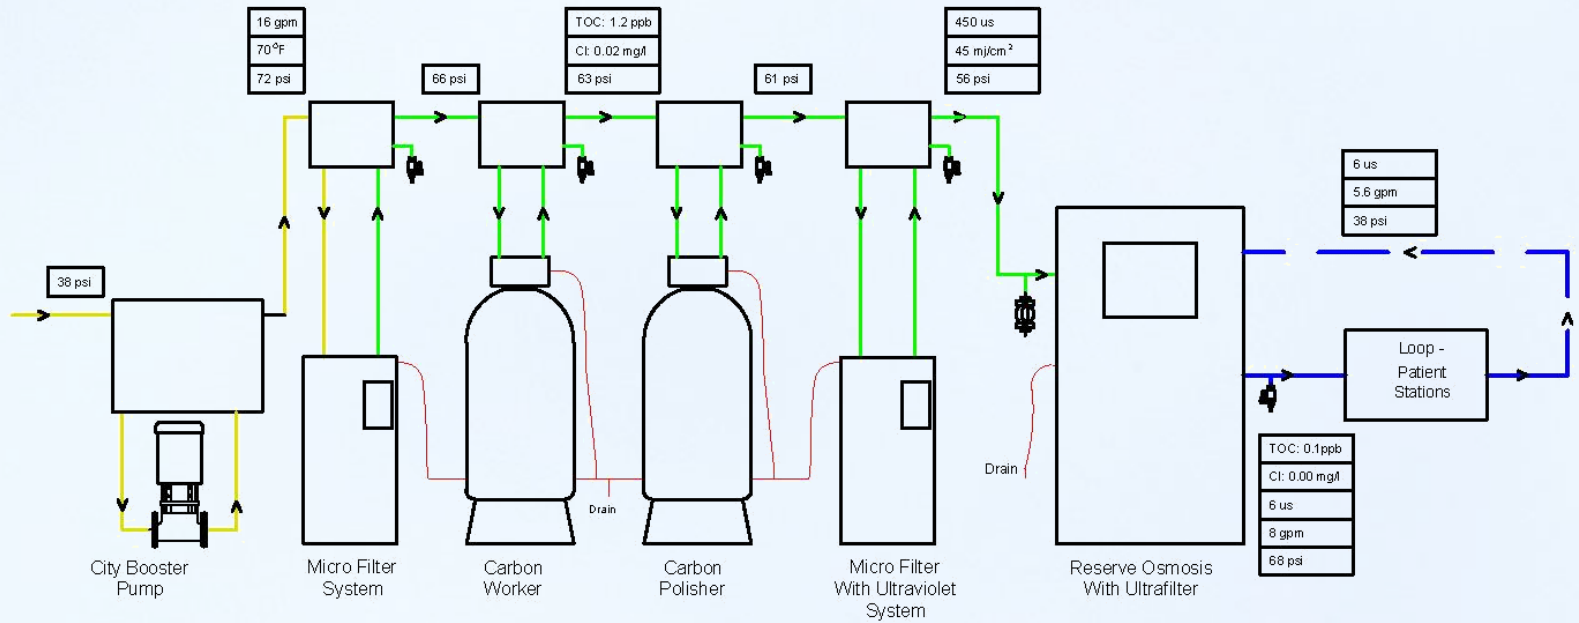 16 gpm
70°F
72 psi
66 psi
TOC: 1.2 ppb
Cl: 0.02 mg/l
63 psi
61 psi
450 us
45 mj/cm²
56 psi
6 us
5.6 gpm
38 psi
38 psi
Loop -
Patient
Stations
TOC: 0.1ppb
Cl: 0.00 mg/l
6 us
8 gpm
68 psi
Drain
Drain
City Booster
Pump
Micro Filter
System
Carbon
Worker
Carbon
Polisher
Micro Filter
With Ultraviolet
System
Reserve Osmosis
With Ultrafilter